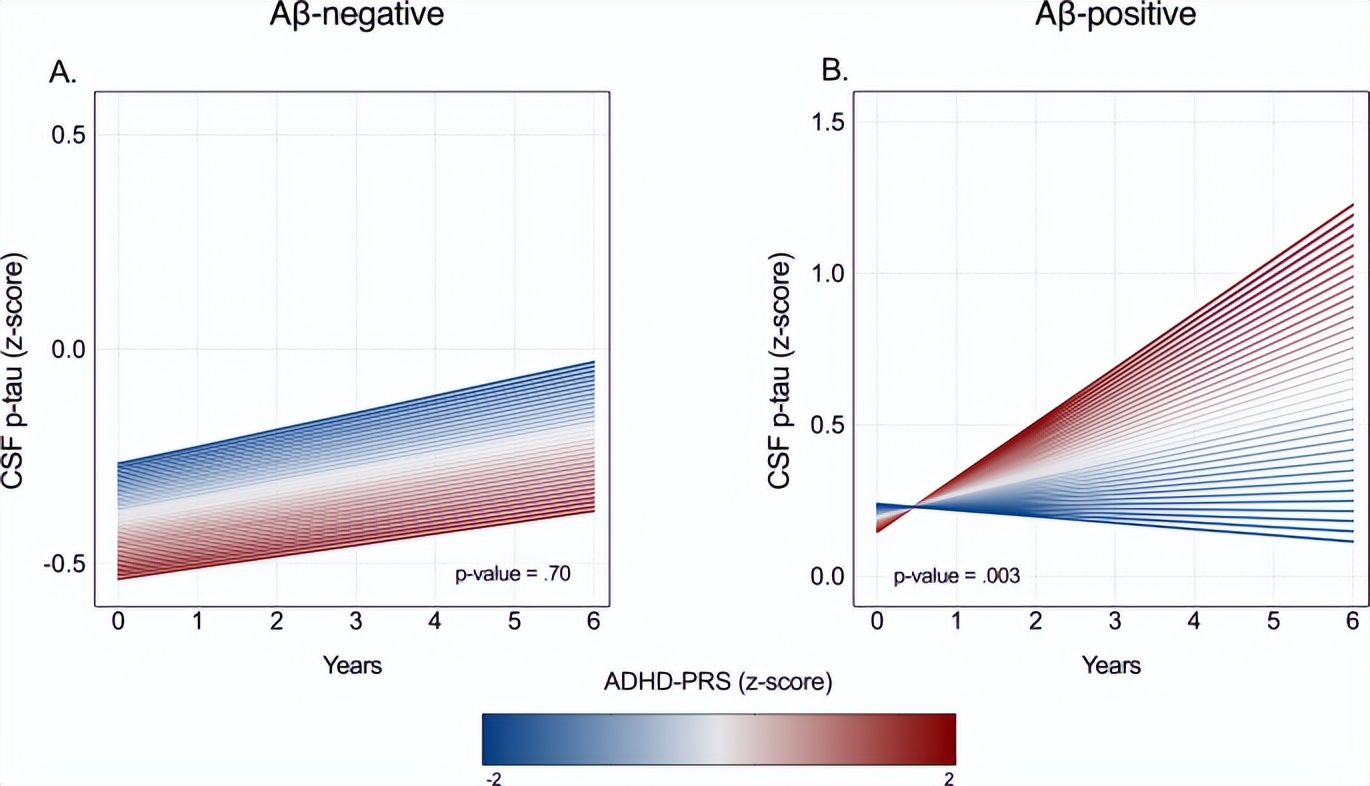 Aβ-negative
Aβ-positive
A.
B.
0.5
0.0
-0.5
CSF p-tau (z-score)
p-value = .70
0 1 2 3 4 5 6
Years
1.5
1.0
0.5
0.0
CSF p-tau (z-score)
p-value = .003
0 1 2 3 4 5 6
Years
ADHD-PRS (z-score)
-2 2